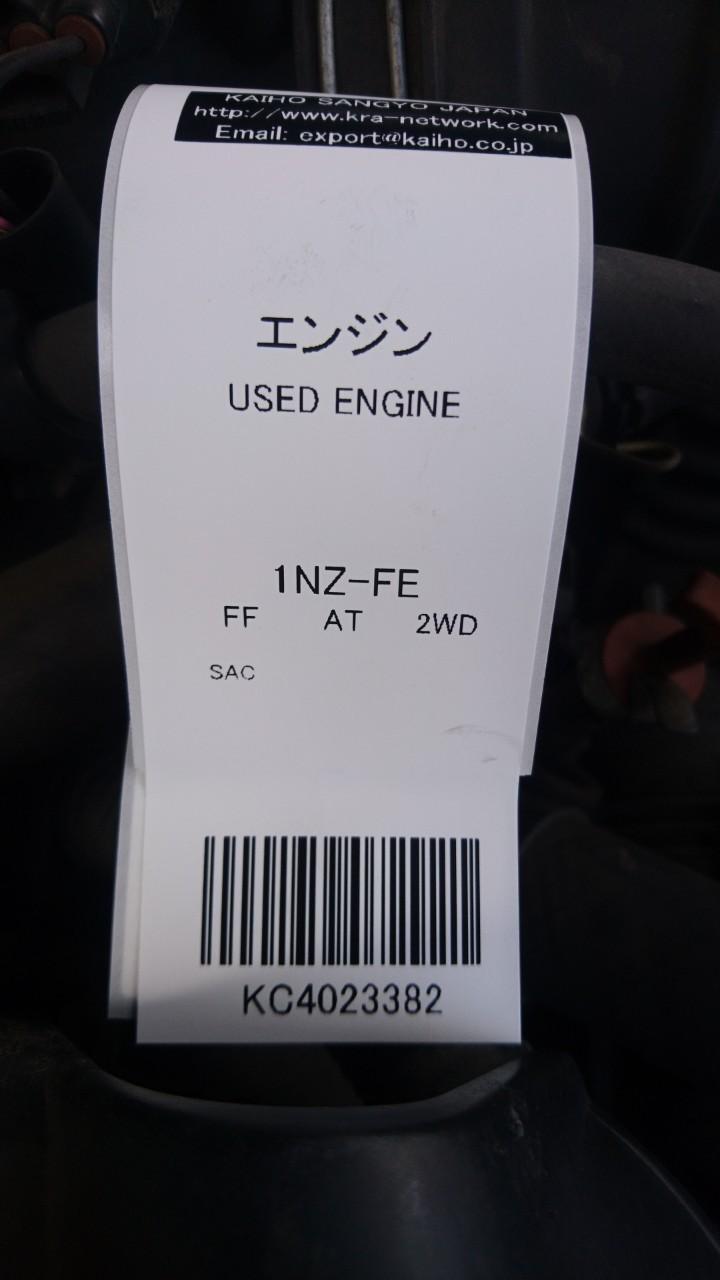 KAIHO SANGYO JAPAN
http://www.kra-network.com
Email: export@kaiho.co.jp
エンジン
USED ENGINE
1NZ-FE
FF AT 2WD
SAC
KC4023382